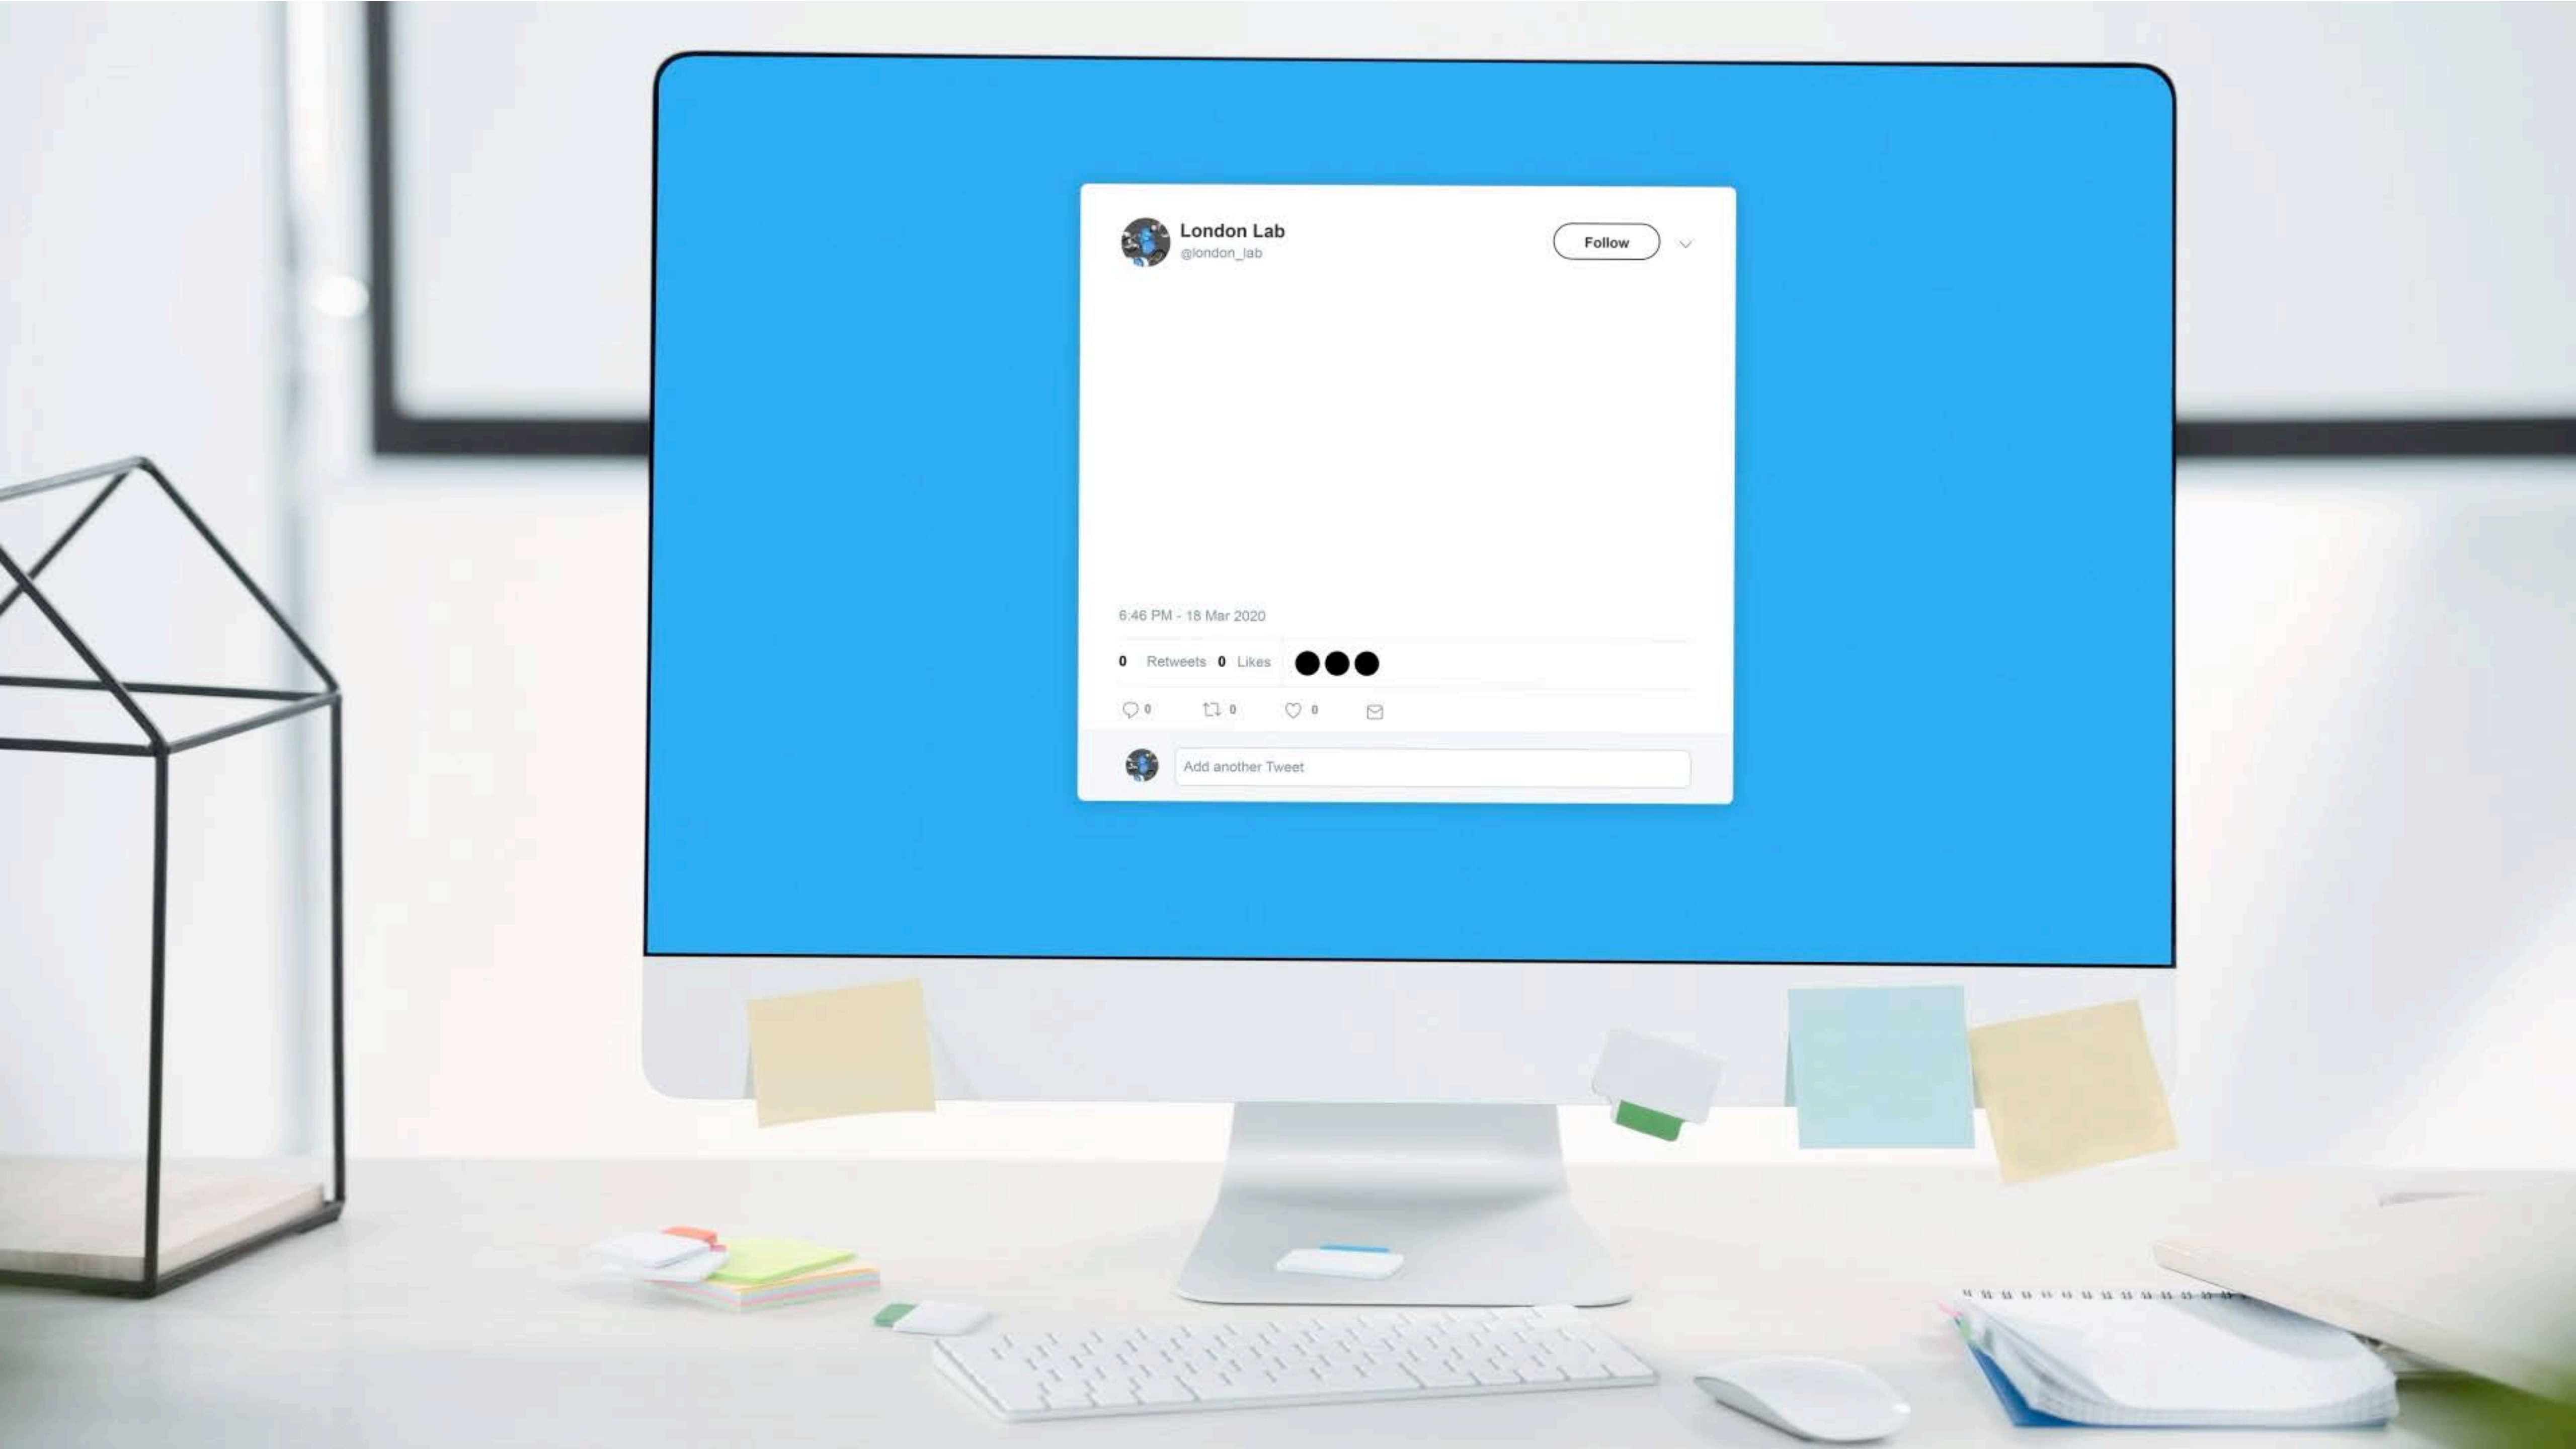 London Lab
@london_lab
Follow
6:46 PM - 18 Mar 2020
0 Retweets 0 Likes
0 0 0
Add another Tweet